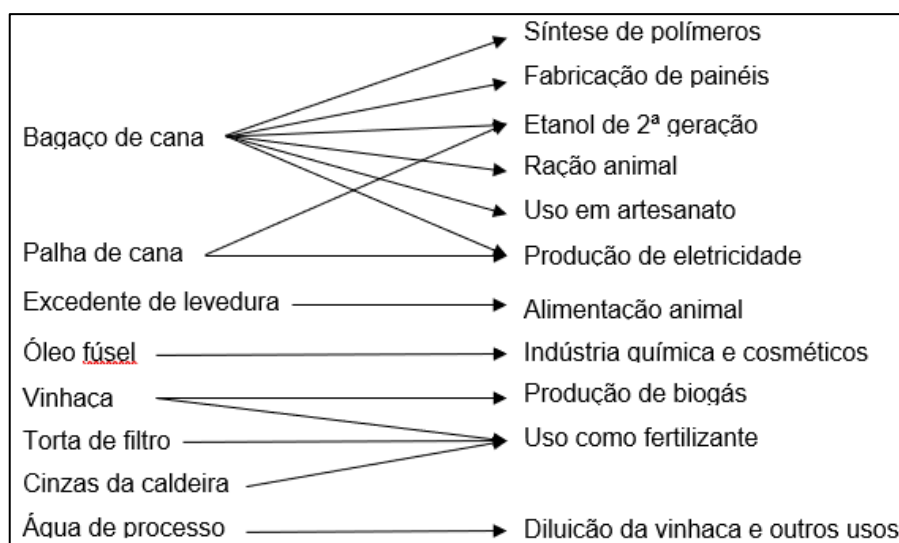 Síntese de polímeros
Fabricação de painéis
Bagaço de cana
Etanol de 2ª geração
Ração animal
Uso em artesanato
Palha de cana
Produção de eletricidade
Excedente de levedura
Alimentação animal
Óleo fúsel
Indústria química e cosméticos
Vinhaça
Produção de biogás
Torta de filtro
Uso como fertilizante
Cinzas da caldeira
Água de processo
Diluição da vinhaça e outros usos